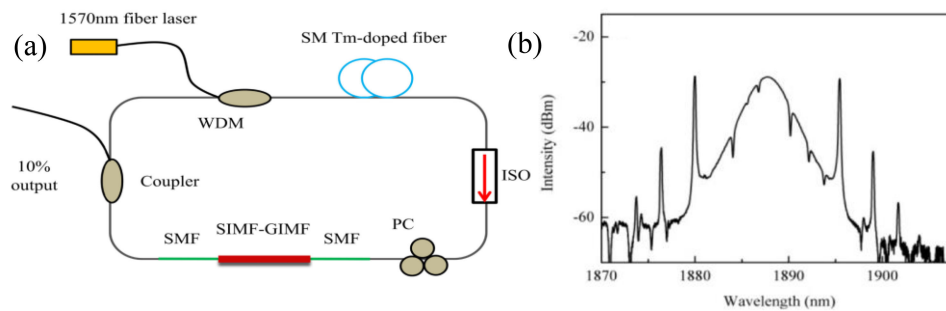 (a)
1570nm fiber laser
SM Tm-doped fiber
WDM
10%
output
Coupler
ISO
SMF
SIMF-GIMF
SMF
PC
(b)
-20
-40
-60
Intensity (dBm)
1870
1880
1890
1900
Wavelength (nm)